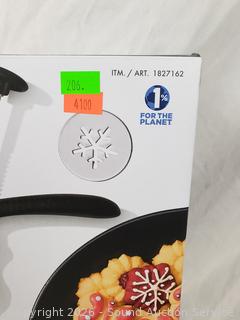 ITM. / ART. 1827162
206.
4100
1%
FOR THE
PLANET
Copyright 2026 - Sound Auction Service